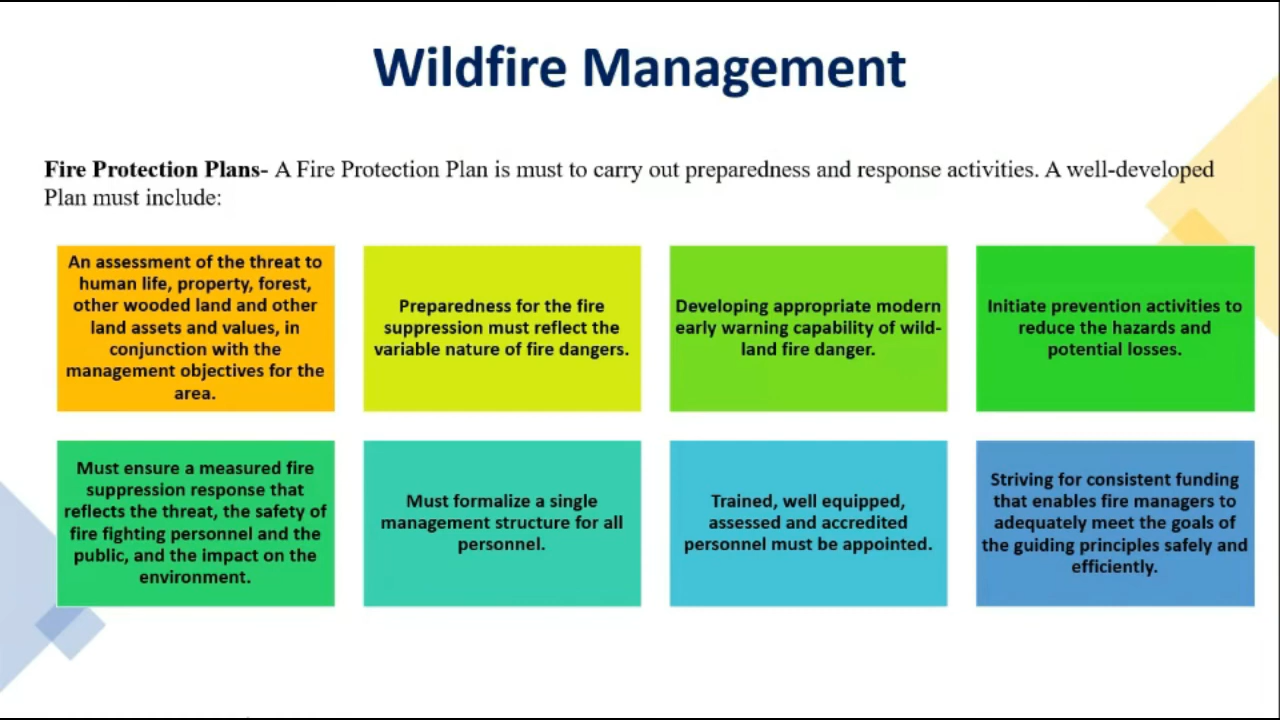 Wildfire Management
Fire Protection Plans- A Fire Protection Plan is must to carry out preparedness and response activities. A well-developed
Plan must include:
An assessment of the threat to
human life, property, forest,
other wooded land and other
land assets and values, in
conjunction with the
management objectives for the
area.
Preparedness for the fire
suppression must reflect the
variable nature of fire dangers.
Developing appropriate modern
early warning capability of wild-
land fire danger.
Initiate prevention activities to
reduce the hazards and
potential losses.
Must ensure a measured fire
suppression response that
reflects the threat, the safety of
fire fighting personnel and the
public, and the impact on the
environment.
Must formalize a single
management structure for all
personnel.
Trained, well equipped,
assessed and accredited
personnel must be appointed.
Striving for consistent funding
that enables fire managers to
adequately meet the goals of
the guiding principles safely and
efficiently.